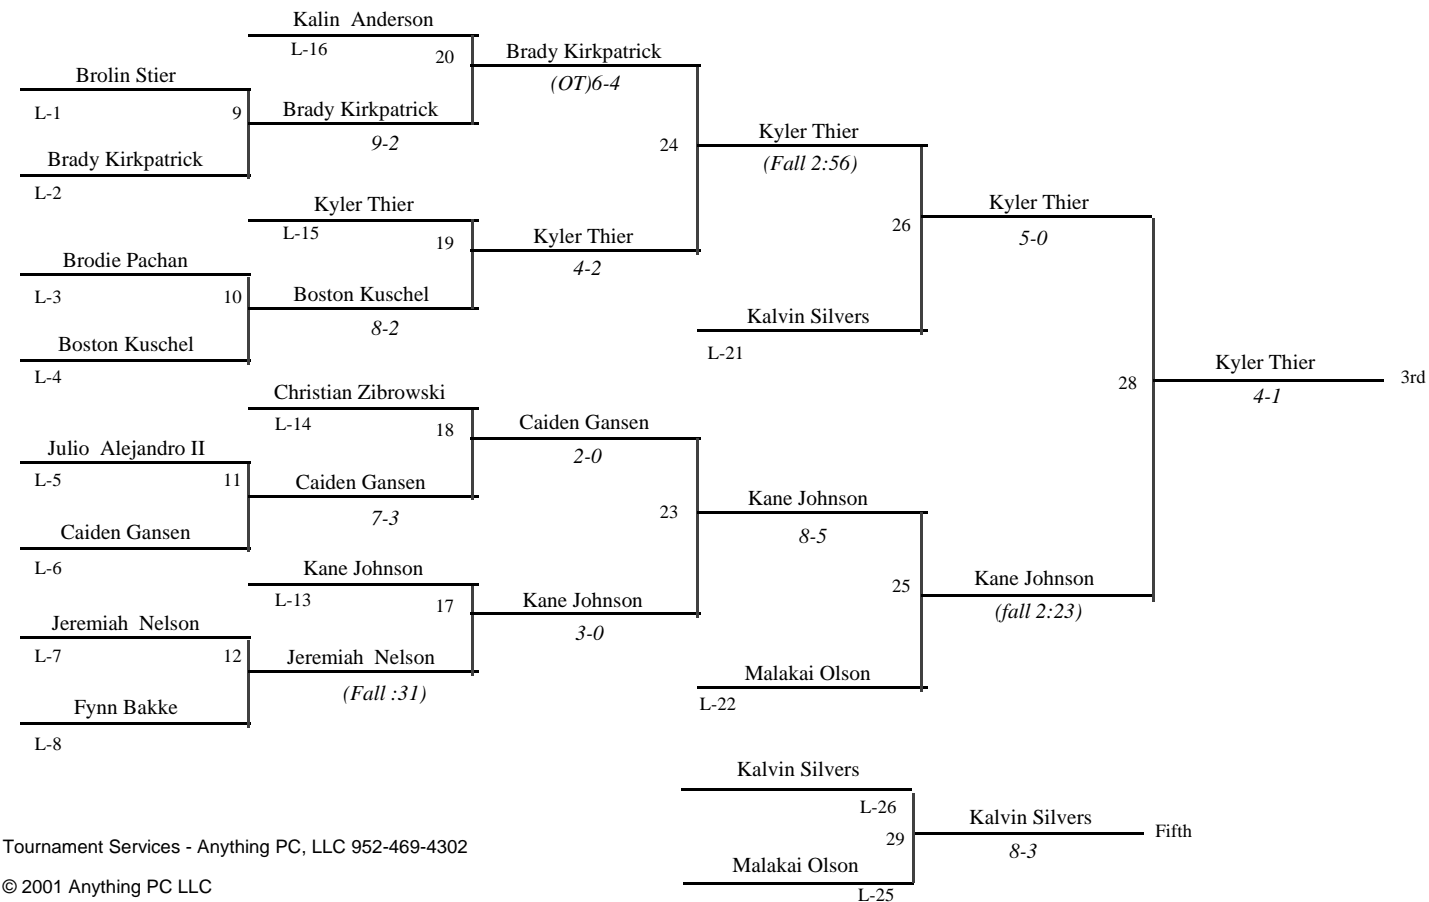 Kalin  Anderson
L-16
20
Brady Kirkpatrick
(OT)6-4
Brolin Stier
L-1
9
Brady Kirkpatrick
9-2
Brady Kirkpatrick
L-2
24
Kyler Thier
(Fall 2:56)
Kyler Thier
L-15
19
Kyler Thier
4-2
26
Kyler Thier
5-0
Brodie Pachan
L-3
10
Boston Kuschel
8-2
Boston Kuschel
L-4
Kalvin Silvers
L-21
Kyler Thier
4-1
3rd
28
Christian Zibrowski
L-14
18
Caiden Gansen
2-0
Julio  Alejandro II
L-5
11
Caiden Gansen
7-3
Caiden Gansen
L-6
23
Kane Johnson
8-5
Kane Johnson
L-13
17
Kane Johnson
3-0
25
Kane Johnson
(fall 2:23)
Jeremiah  Nelson
L-7
12
Jeremiah  Nelson
(Fall :31)
Fynn Bakke
L-8
Malakai Olson
L-22
Kalvin Silvers
L-26
29
Kalvin Silvers
8-3
Fifth
Malakai Olson
L-25
Tournament Services - Anything PC, LLC 952-469-4302
© 2001 Anything PC LLC